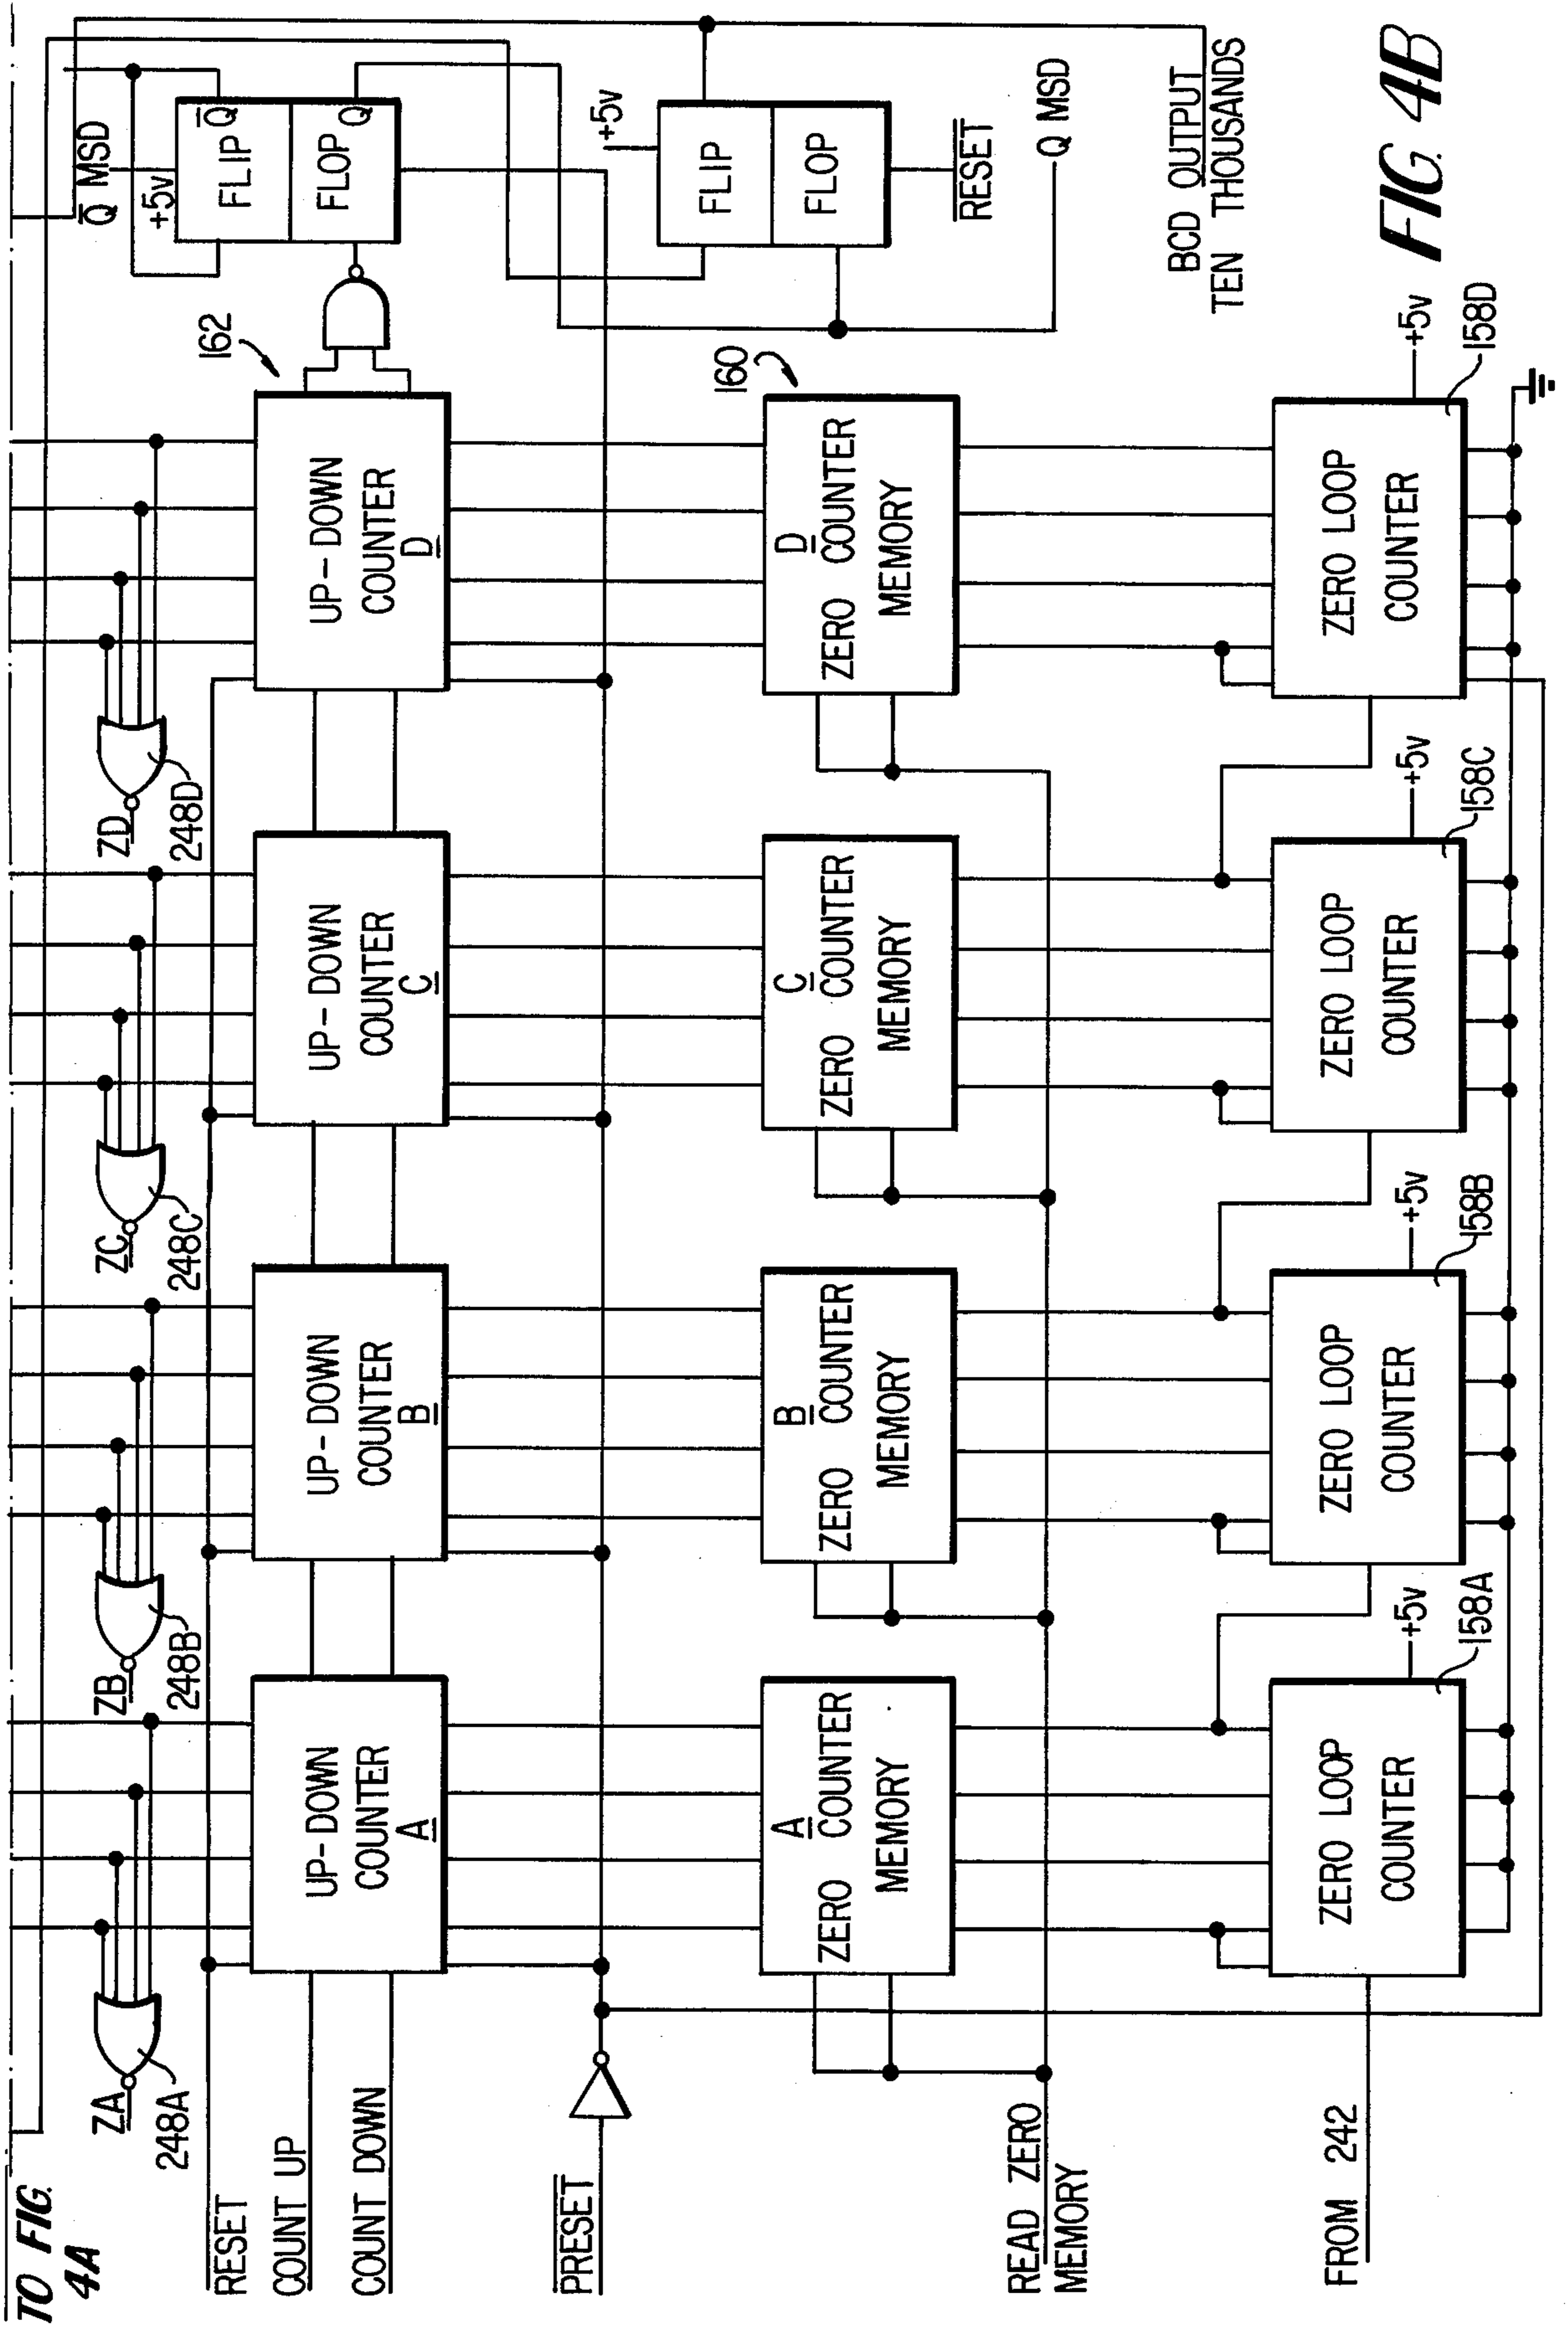 TO FIG.
4A
ZA
248A
ZB
248B
ZC
248C
ZD
248D
RESET
COUNT UP
COUNT DOWN
UP-DOWN
COUNTER
A
UP-DOWN
COUNTER
B
UP-DOWN
COUNTER
C
UP-DOWN
COUNTER
D
162
Q̅ MSD
+5v
FLIP
Q̅
FLOP
Q
P̅R̅E̅S̅E̅T̅
A
ZERO COUNTER
MEMORY
B
ZERO COUNTER
MEMORY
C
ZERO COUNTER
MEMORY
D
ZERO COUNTER
MEMORY
160
+5v
FLIP
FLOP
R̅E̅S̅E̅T̅
Q MSD
READ ZERO
MEMORY
FROM 242
ZERO LOOP
COUNTER
+5v
158A
ZERO LOOP
COUNTER
+5v
158B
ZERO LOOP
COUNTER
+5v
158C
ZERO LOOP
COUNTER
+5v
158D
BCD OUTPUT
TEN THOUSANDS
FIG. 4B